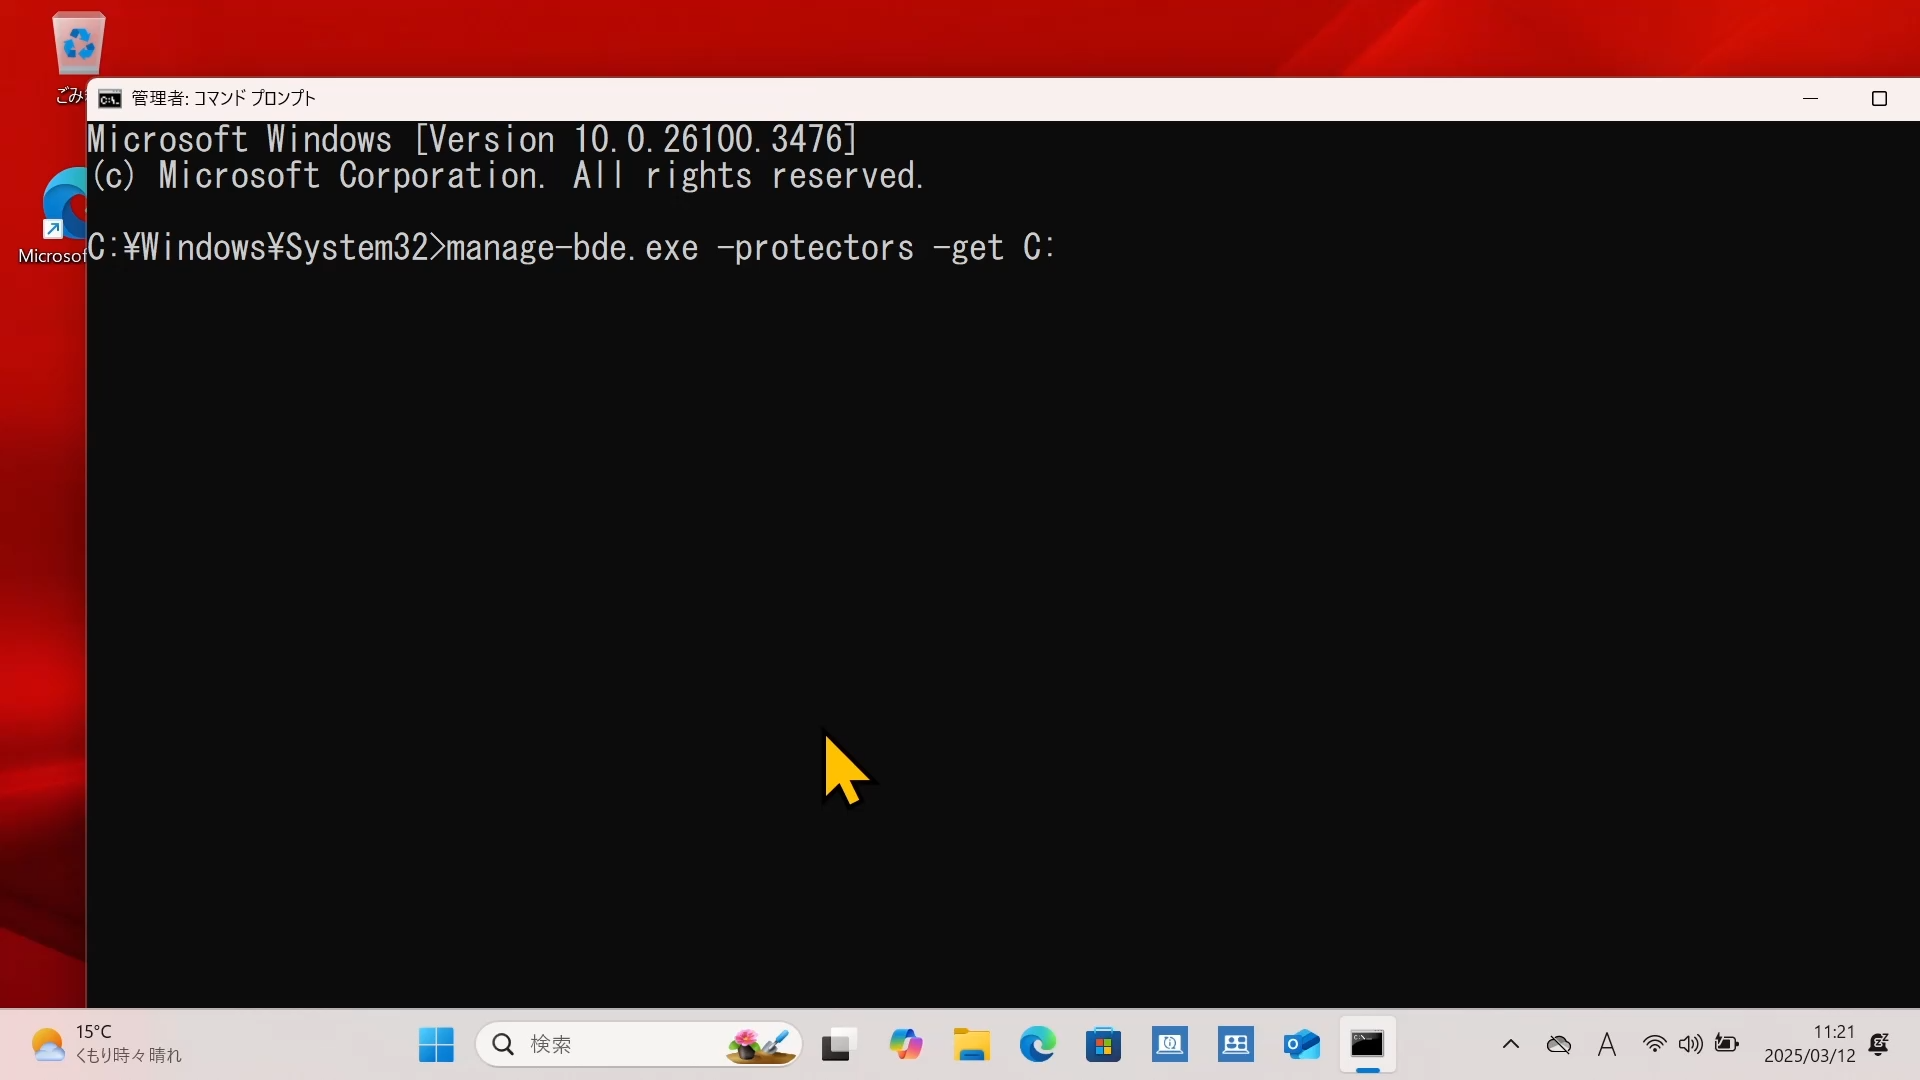 ごみ
管理者: コマンド プロンプト
Microsoft Windows [Version 10.0.26100.3476]
(c) Microsoft Corporation. All rights reserved.
Microsof
C:¥Windows¥System32>manage-bde.exe -protectors -get C:
15°C
くもり時々晴れ
検索
A
11:21
2025/03/12